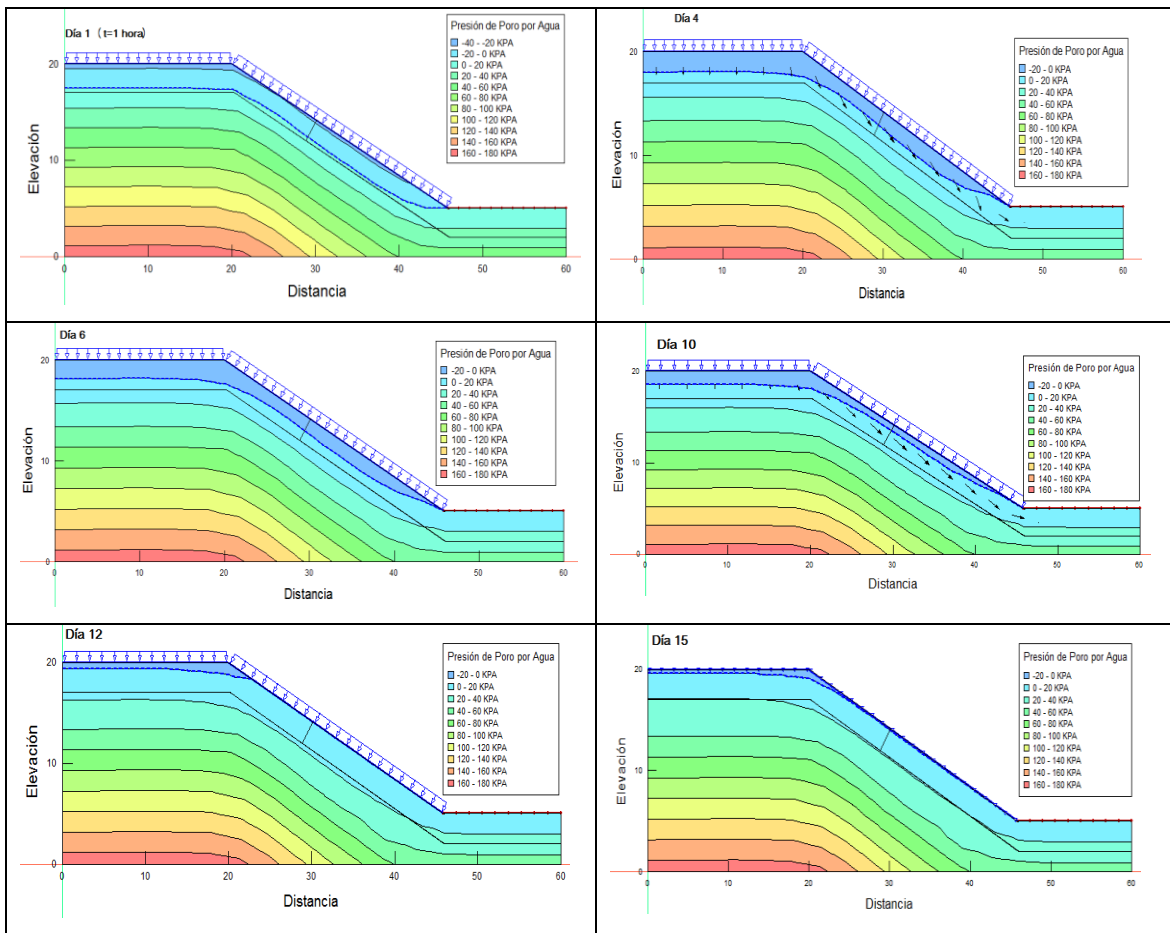 Día 1 (t=1 hora)
Presión de Poro por Agua
-40 - -20 KPA
-20 - 0 KPA
0 - 20 KPA
20 - 40 KPA
40 - 60 KPA
60 - 80 KPA
80 - 100 KPA
100 - 120 KPA
120 - 140 KPA
140 - 160 KPA
160 - 180 KPA
Elevación
20
10
0
0
10
20
30
40
50
60
Distancia
Día 4
Presión de Poro por Agua
-20 - 0 KPA
0 - 20 KPA
20 - 40 KPA
40 - 60 KPA
60 - 80 KPA
80 - 100 KPA
100 - 120 KPA
120 - 140 KPA
140 - 160 KPA
160 - 180 KPA
Elevación
20
10
0
0
10
20
30
40
50
60
Distancia
Día 6
Presión de Poro por Agua
-20 - 0 KPA
0 - 20 KPA
20 - 40 KPA
40 - 60 KPA
60 - 80 KPA
80 - 100 KPA
100 - 120 KPA
120 - 140 KPA
140 - 160 KPA
160 - 180 KPA
Elevación
20
10
0
0
10
20
30
40
50
60
Distancia
Día 10
Presión de Poro por Agua
-20 - 0 KPA
0 - 20 KPA
20 - 40 KPA
40 - 60 KPA
60 - 80 KPA
80 - 100 KPA
100 - 120 KPA
120 - 140 KPA
140 - 160 KPA
160 - 180 KPA
Elevación
20
10
0
0
10
20
30
40
50
60
Distancia
Día 12
Presión de Poro por Agua
-20 - 0 KPA
0 - 20 KPA
20 - 40 KPA
40 - 60 KPA
60 - 80 KPA
80 - 100 KPA
100 - 120 KPA
120 - 140 KPA
140 - 160 KPA
160 - 180 KPA
Elevación
20
10
0
0
10
20
30
40
50
60
Distancia
Día 15
Presión de Poro por Agua
-20 - 0 KPA
0 - 20 KPA
20 - 40 KPA
40 - 60 KPA
60 - 80 KPA
80 - 100 KPA
100 - 120 KPA
120 - 140 KPA
140 - 160 KPA
160 - 180 KPA
Elevación
20
10
0
0
10
20
30
40
50
60
Distancia